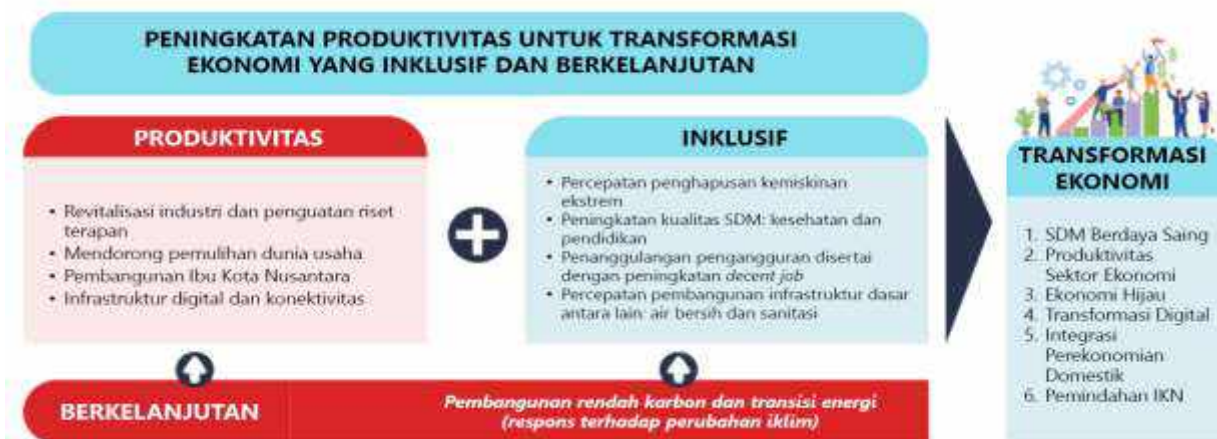 PENINGKATAN PRODUKTIVITAS UNTUK TRANSFORMASI
EKONOMI YANG INKLUSIF DAN BERKELANJUTAN
PRODUKTIVITAS
• Revitalisasi industri dan penguatan riset
terapan
• Mendorong pemulihan dunia usaha
• Pembangunan Ibu Kota Nusantara
• Infrastruktur digital dan konektivitas
INKLUSIF
• Percepatan penghapusan kemiskinan
ekstrem
• Peningkatan kualitas SDM: kesehatan dan
pendidikan
• Penanggulangan pengangguran disertai
dengan peningkatan decent job
• Percepatan pembangunan infrastruktur dasar
antara lain: air bersih dan sanitasi
BERKELANJUTAN
Pembangunan rendah karbon dan transisi energi
(respons terhadap perubahan iklim)
TRANSFORMASI
EKONOMI
1. SDM Berdaya Saing
2. Produktivitas
Sektor Ekonomi
3. Ekonomi Hijau
4. Transformasi Digital
5. Integrasi
Perekonomian
Domestik
6. Pemindahan IKN